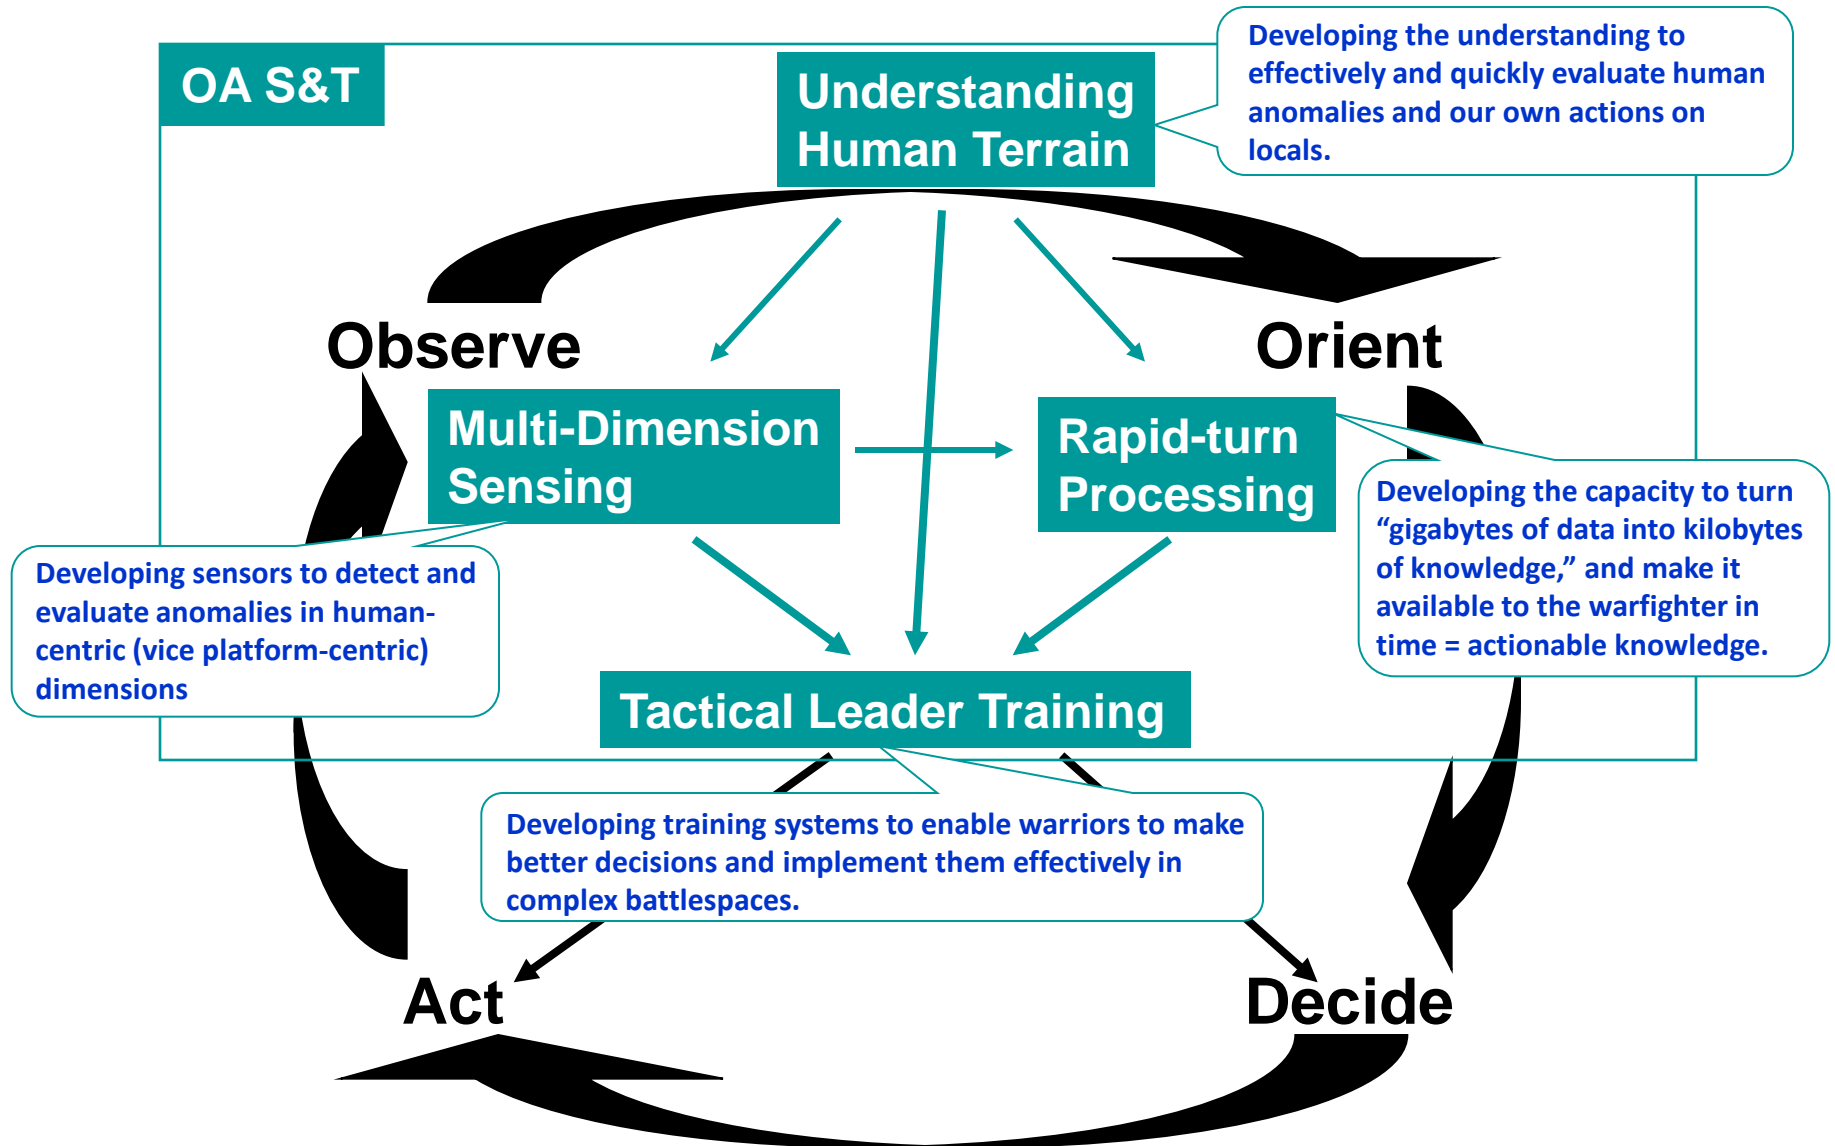 OA S&T
Understanding
Human Terrain
Developing the understanding to
effectively and quickly evaluate human
anomalies and our own actions on
locals.
Observe
Orient
Multi-Dimension
Sensing
Rapid-turn
Processing
Developing the capacity to turn
“gigabytes of data into kilobytes
of knowledge,” and make it
available to the warfighter in
time = actionable knowledge.
Developing sensors to detect and
evaluate anomalies in human-
centric (vice platform-centric)
dimensions
Tactical Leader Training
Developing training systems to enable warriors to make
better decisions and implement them effectively in
complex battlespaces.
Act
Decide